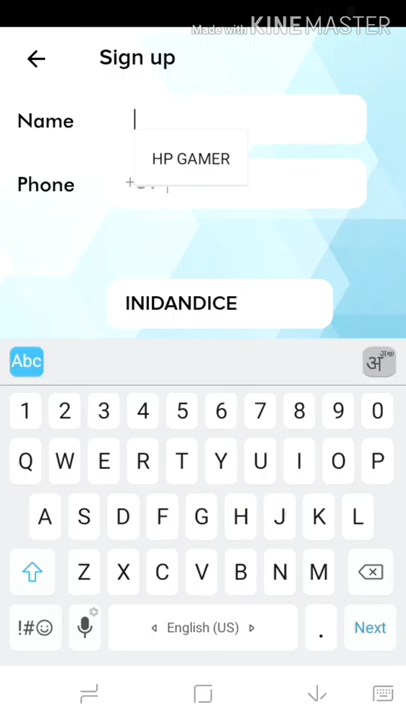 Made with KINEMASTER
Sign up
Name
HP GAMER
Phone
INIDANDICE
Abc
1 2 3 4 5 6 7 8 9 0
Q W E R T Y U I O P
A S D F G H J K L
Z X C V B N M
!#☺ English (US) . Next